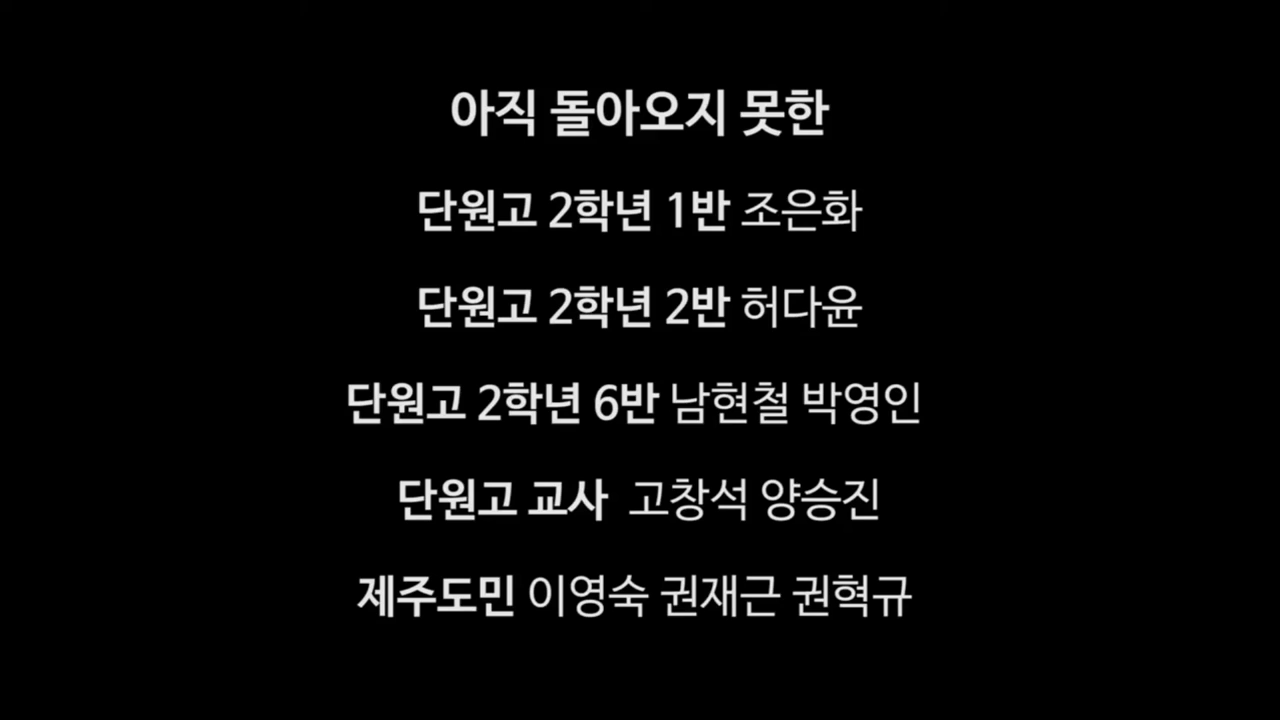 아직 돌아오지 못한
단원고 2학년 1반 조은화
단원고 2학년 2반 허다윤
단원고 2학년 6반 남현철 박영인
단원고 교사 고창석 양승진
제주도민 이영숙 권재근 권혁규